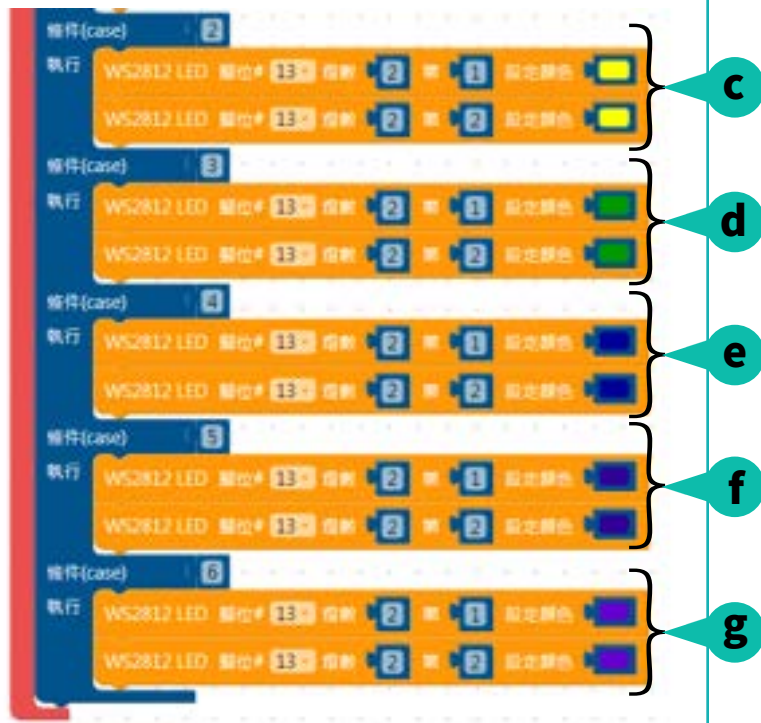 條件(case) 2
執行 WS2812 LED 腳位# 13 燈數 2 第 1 設定顏色
WS2812 LED 腳位# 13 燈數 2 第 2 設定顏色
c
條件(case) 3
執行 WS2812 LED 腳位# 13 燈數 2 第 1 設定顏色
WS2812 LED 腳位# 13 燈數 2 第 2 設定顏色
d
條件(case) 4
執行 WS2812 LED 腳位# 13 燈數 2 第 1 設定顏色
WS2812 LED 腳位# 13 燈數 2 第 2 設定顏色
e
條件(case) 5
執行 WS2812 LED 腳位# 13 燈數 2 第 1 設定顏色
WS2812 LED 腳位# 13 燈數 2 第 2 設定顏色
f
條件(case) 6
執行 WS2812 LED 腳位# 13 燈數 2 第 1 設定顏色
WS2812 LED 腳位# 13 燈數 2 第 2 設定顏色
g